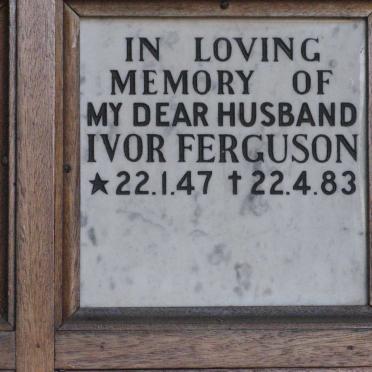 IN LOVING
MEMORY OF
MY DEAR HUSBAND
IVOR FERGUSON
★ 22.1.47 † 22.4.83